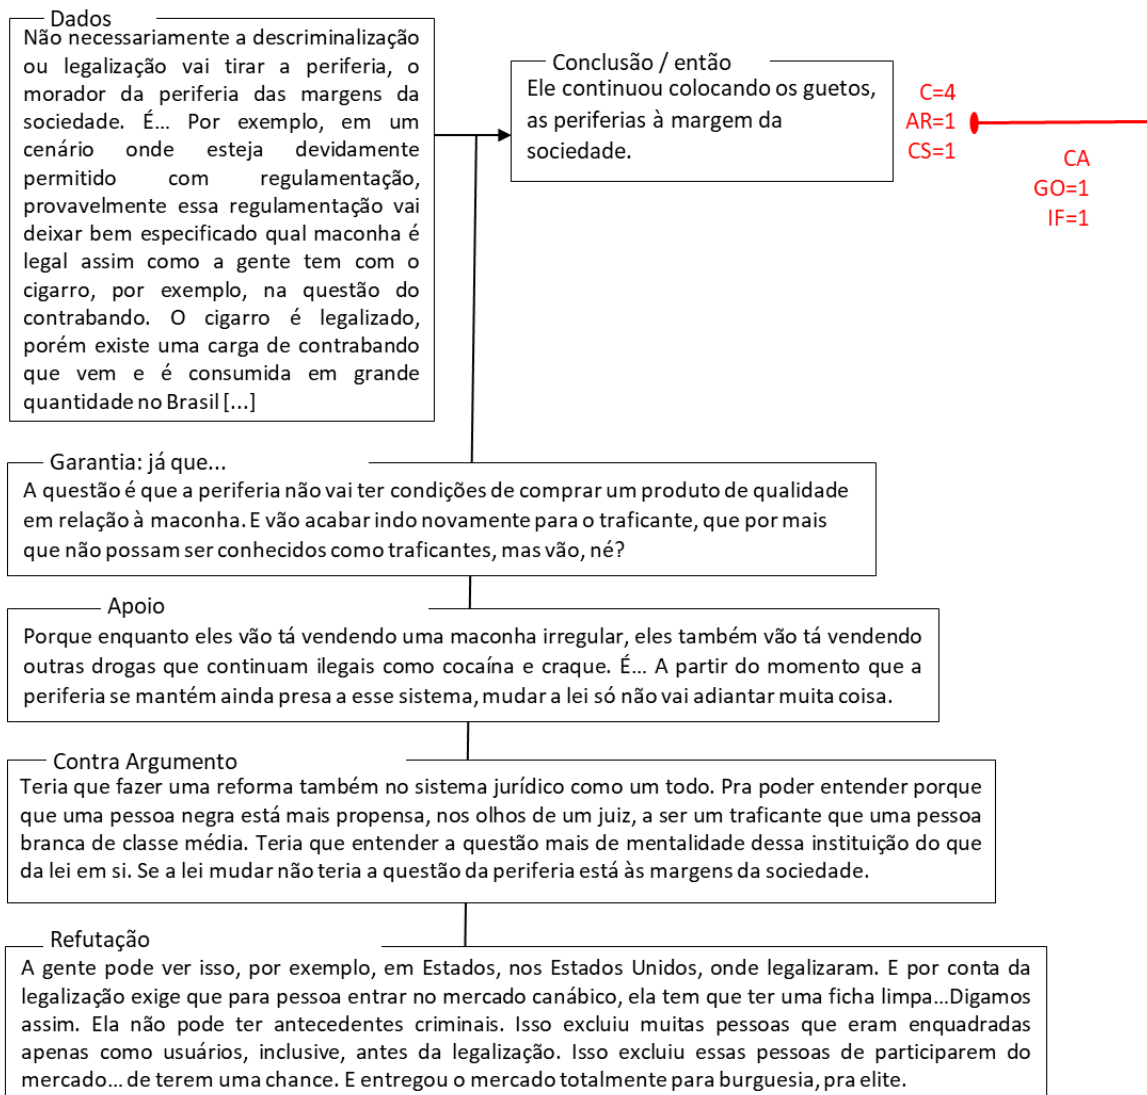 Dados
Não necessariamente a descriminalização
ou legalização vai tirar a periferia, o
morador da periferia das margens da
sociedade. É... Por exemplo, em um
cenário onde esteja devidamente
permitido com regulamentação,
provavelmente essa regulamentação vai
deixar bem especificado qual maconha é
legal assim como a gente tem com o
cigarro, por exemplo, na questão do
contrabando. O cigarro é legalizado,
porém existe uma carga de contrabando
que vem e é consumida em grande
quantidade no Brasil [...]
Conclusão / então
Ele continuou colocando os guetos,
as periferias à margem da
sociedade.
C=4
AR=1
CS=1
CA
GO=1
IF=1
Garantia: já que...
A questão é que a periferia não vai ter condições de comprar um produto de qualidade
em relação à maconha. E vão acabar indo novamente para o traficante, que por mais
que não possam ser conhecidos como traficantes, mas vão, né?
Apoio
Porque enquanto eles vão tá vendendo uma maconha irregular, eles também vão tá vendendo
outras drogas que continuam ilegais como cocaína e craque. É... A partir do momento que a
periferia se mantém ainda presa a esse sistema, mudar a lei só não vai adiantar muita coisa.
Contra Argumento
Teria que fazer uma reforma também no sistema jurídico como um todo. Pra poder entender porque
que uma pessoa negra está mais propensa, nos olhos de um juiz, a ser um traficante que uma pessoa
branca de classe média. Teria que entender a questão mais de mentalidade dessa instituição do que
da lei em si. Se a lei mudar não teria a questão da periferia está às margens da sociedade.
Refutação
A gente pode ver isso, por exemplo, em Estados, nos Estados Unidos, onde legalizaram. E por conta da
legalização exige que para pessoa entrar no mercado canábico, ela tem que ter uma ficha limpa...Digamos
assim. Ela não pode ter antecedentes criminais. Isso excluiu muitas pessoas que eram enquadradas
apenas como usuários, inclusive, antes da legalização. Isso excluiu essas pessoas de participarem do
mercado... de terem uma chance. E entregou o mercado totalmente para burguesia, pra elite.